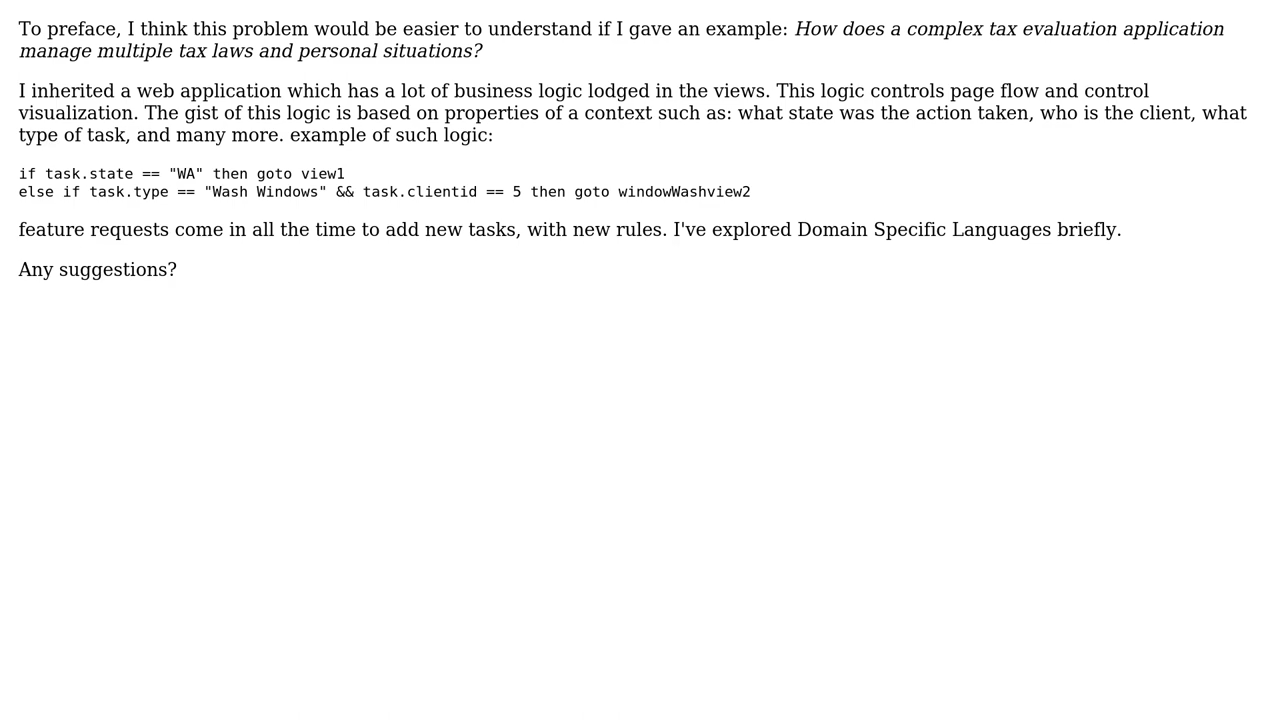 To preface, I think this problem would be easier to understand if I gave an example: How does a complex tax evaluation application
manage multiple tax laws and personal situations?
I inherited a web application which has a lot of business logic lodged in the views. This logic controls page flow and control
visualization. The gist of this logic is based on properties of a context such as: what state was the action taken, who is the client, what
type of task, and many more. example of such logic:
if task.state == "WA" then goto view1
else if task.type == "Wash Windows" && task.clientid == 5 then goto windowWashview2
feature requests come in all the time to add new tasks, with new rules. I've explored Domain Specific Languages briefly.
Any suggestions?